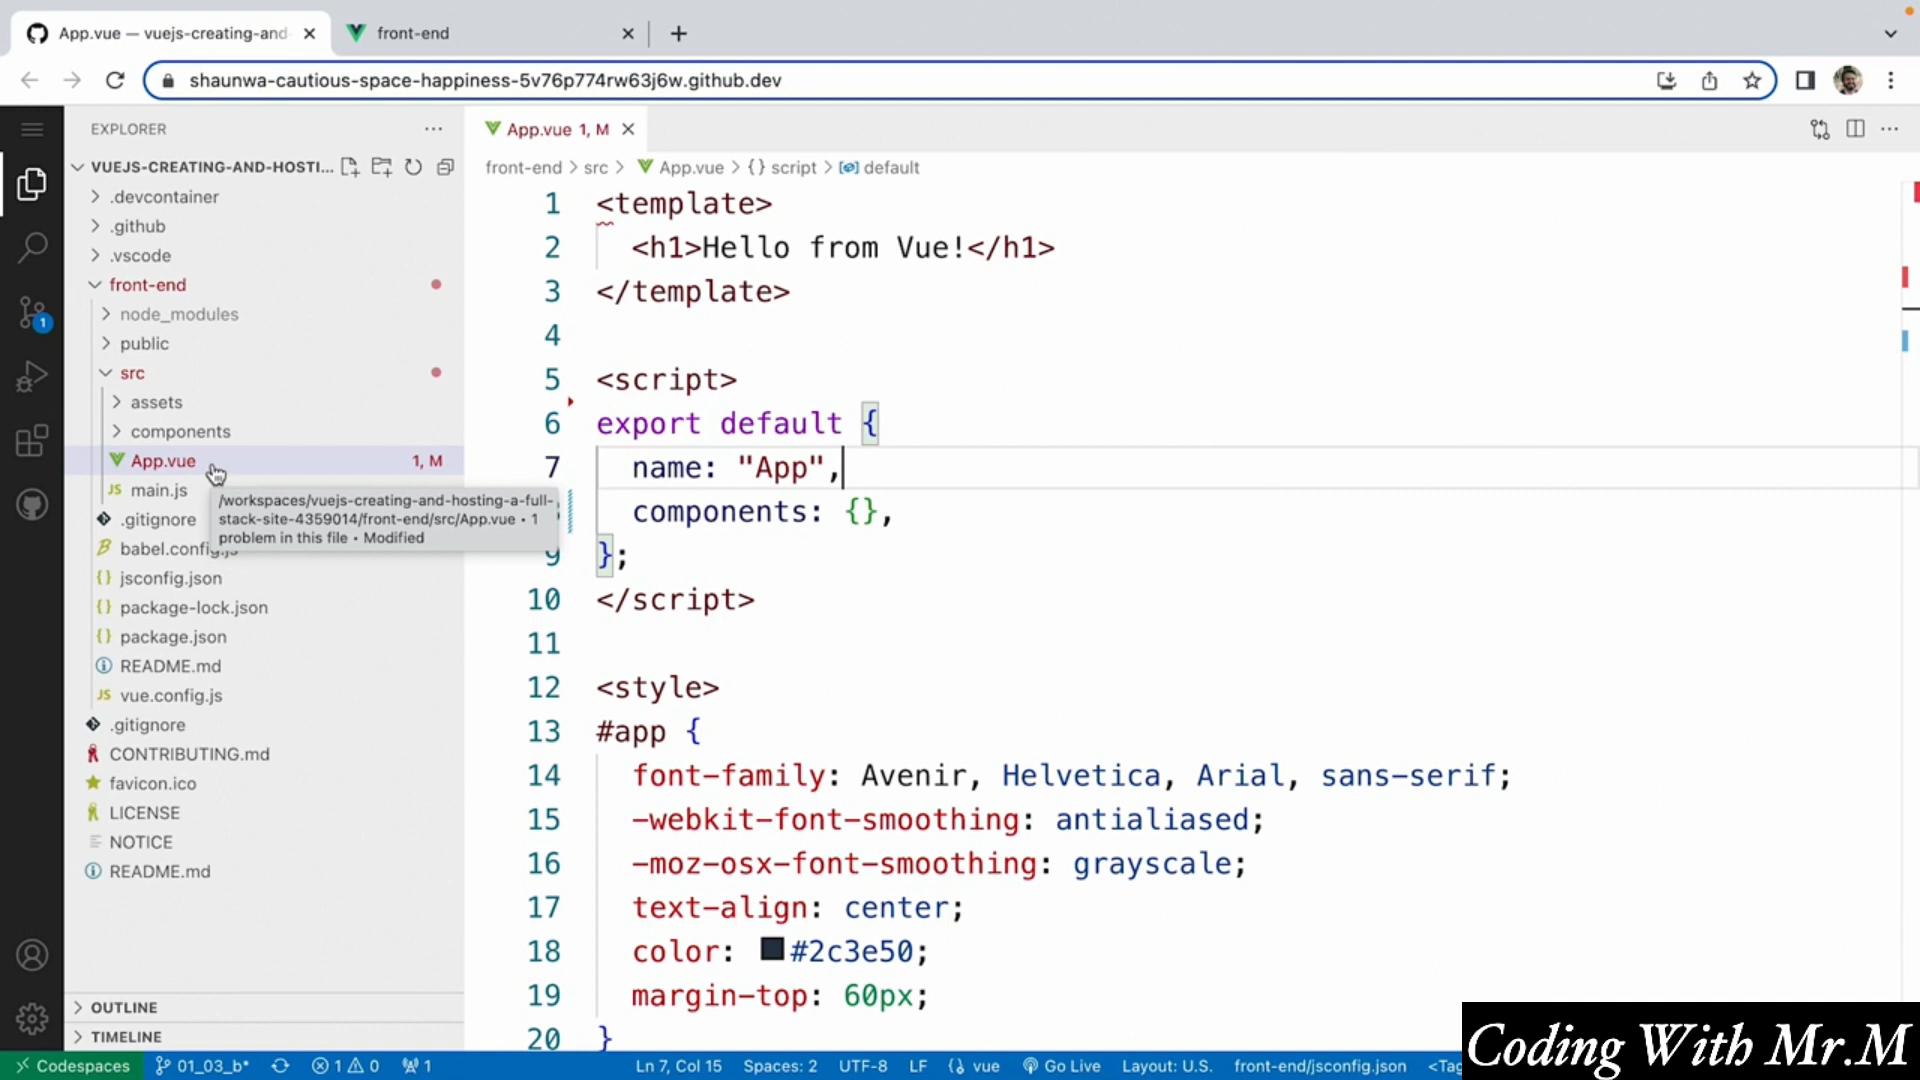 App.vue — vuejs-creating-and-
front-end
shaunwa-cautious-space-happiness-5v76p774rw63j6w.github.dev
EXPLORER
VUEJS-CREATING-AND-HOSTI...
.devcontainer
.github
.vscode
front-end
node_modules
public
src
assets
components
App.vue 1, M
JS main.js
.gitignore
babel.config.js
{} jsconfig.json
{} package-lock.json
{} package.json
README.md
JS vue.config.js
.gitignore
CONTRIBUTING.md
favicon.ico
LICENSE
NOTICE
README.md
/workspaces/vuejs-creating-and-hosting-a-full-
stack-site-4359014/front-end/src/App.vue • 1
problem in this file • Modified
OUTLINE
TIMELINE
1
App.vue 1, M
front-end > src > App.vue > {} script > default
1 <template>
2 <h1>Hello from Vue!</h1>
3 </template>
4
5 <script>
6 export default {
7 name: "App",
components: {},
9 };
10 </script>
11
12 <style>
13 #app {
14 font-family: Avenir, Helvetica, Arial, sans-serif;
15 -webkit-font-smoothing: antialiased;
16 -moz-osx-font-smoothing: grayscale;
17 text-align: center;
18 color: #2c3e50;
19 margin-top: 60px;
20 }
Codespaces 01_03_b* 1 0 1 Ln 7, Col 15 Spaces: 2 UTF-8 LF vue Go Live Layout: U.S. front-end/jsconfig.json <Tag
Coding With Mr.M